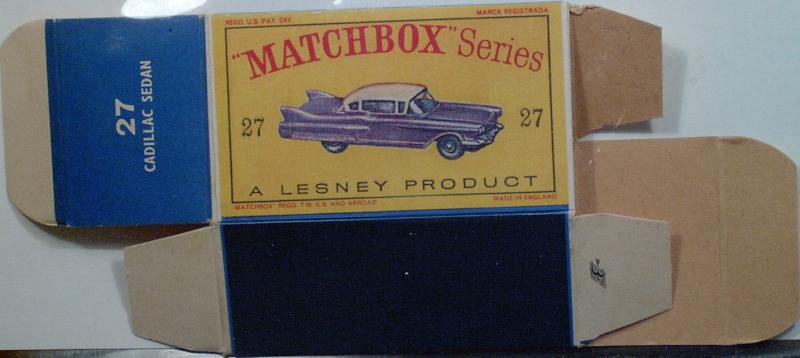 27
CADILLAC SEDAN
REGD. U.S. PAT. OFF.
MARCA REGISTRADA
"MATCHBOX" Series
27
27
A LESNEY PRODUCT
MATCHBOX" REGD. T.M. G.B. AND ABROAD
MADE IN ENGLAND